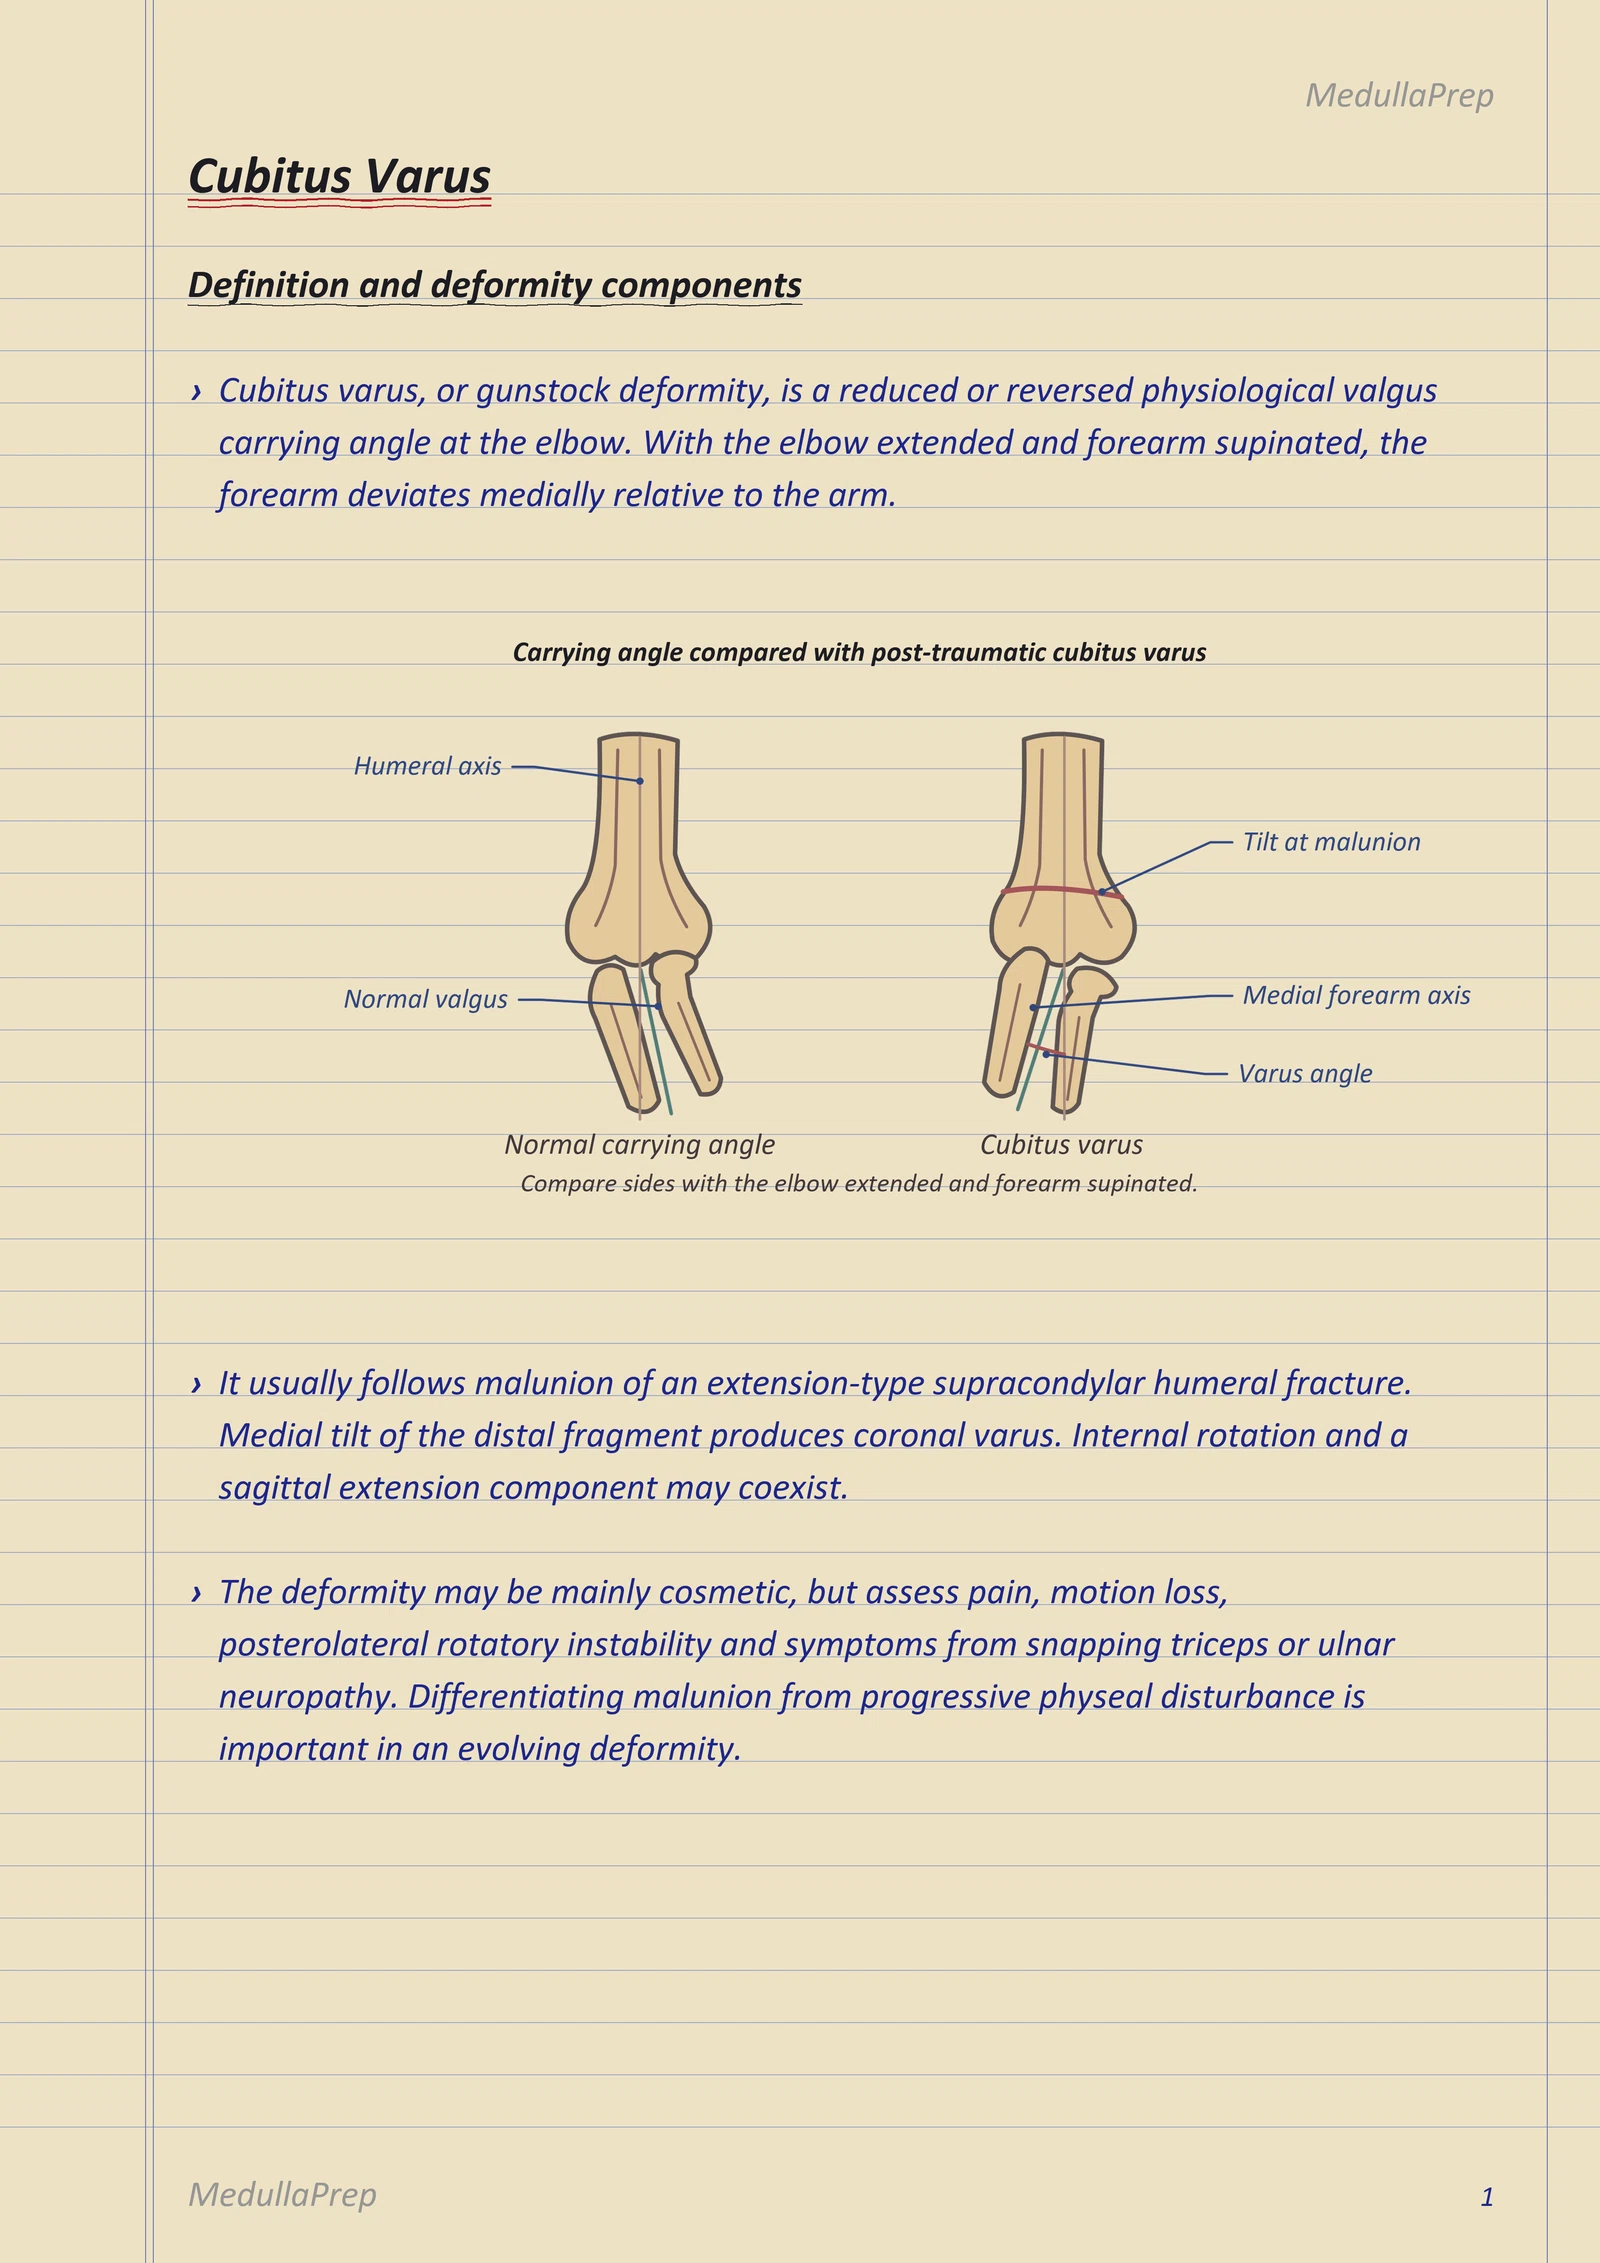 MedullaPrep
Cubitus Varus
Definition and deformity components
› Cubitus varus, or gunstock deformity, is a reduced or reversed physiological valgus
carrying angle at the elbow. With the elbow extended and forearm supinated, the
forearm deviates medially relative to the arm.
Carrying angle compared with post-traumatic cubitus varus
Humeral axis
Tilt at malunion
Normal valgus
Medial forearm axis
Varus angle
Normal carrying angle
Cubitus varus
Compare sides with the elbow extended and forearm supinated.
› It usually follows malunion of an extension-type supracondylar humeral fracture.
Medial tilt of the distal fragment produces coronal varus. Internal rotation and a
sagittal extension component may coexist.
› The deformity may be mainly cosmetic, but assess pain, motion loss,
posterolateral rotatory instability and symptoms from snapping triceps or ulnar
neuropathy. Differentiating malunion from progressive physeal disturbance is
important in an evolving deformity.
MedullaPrep
1